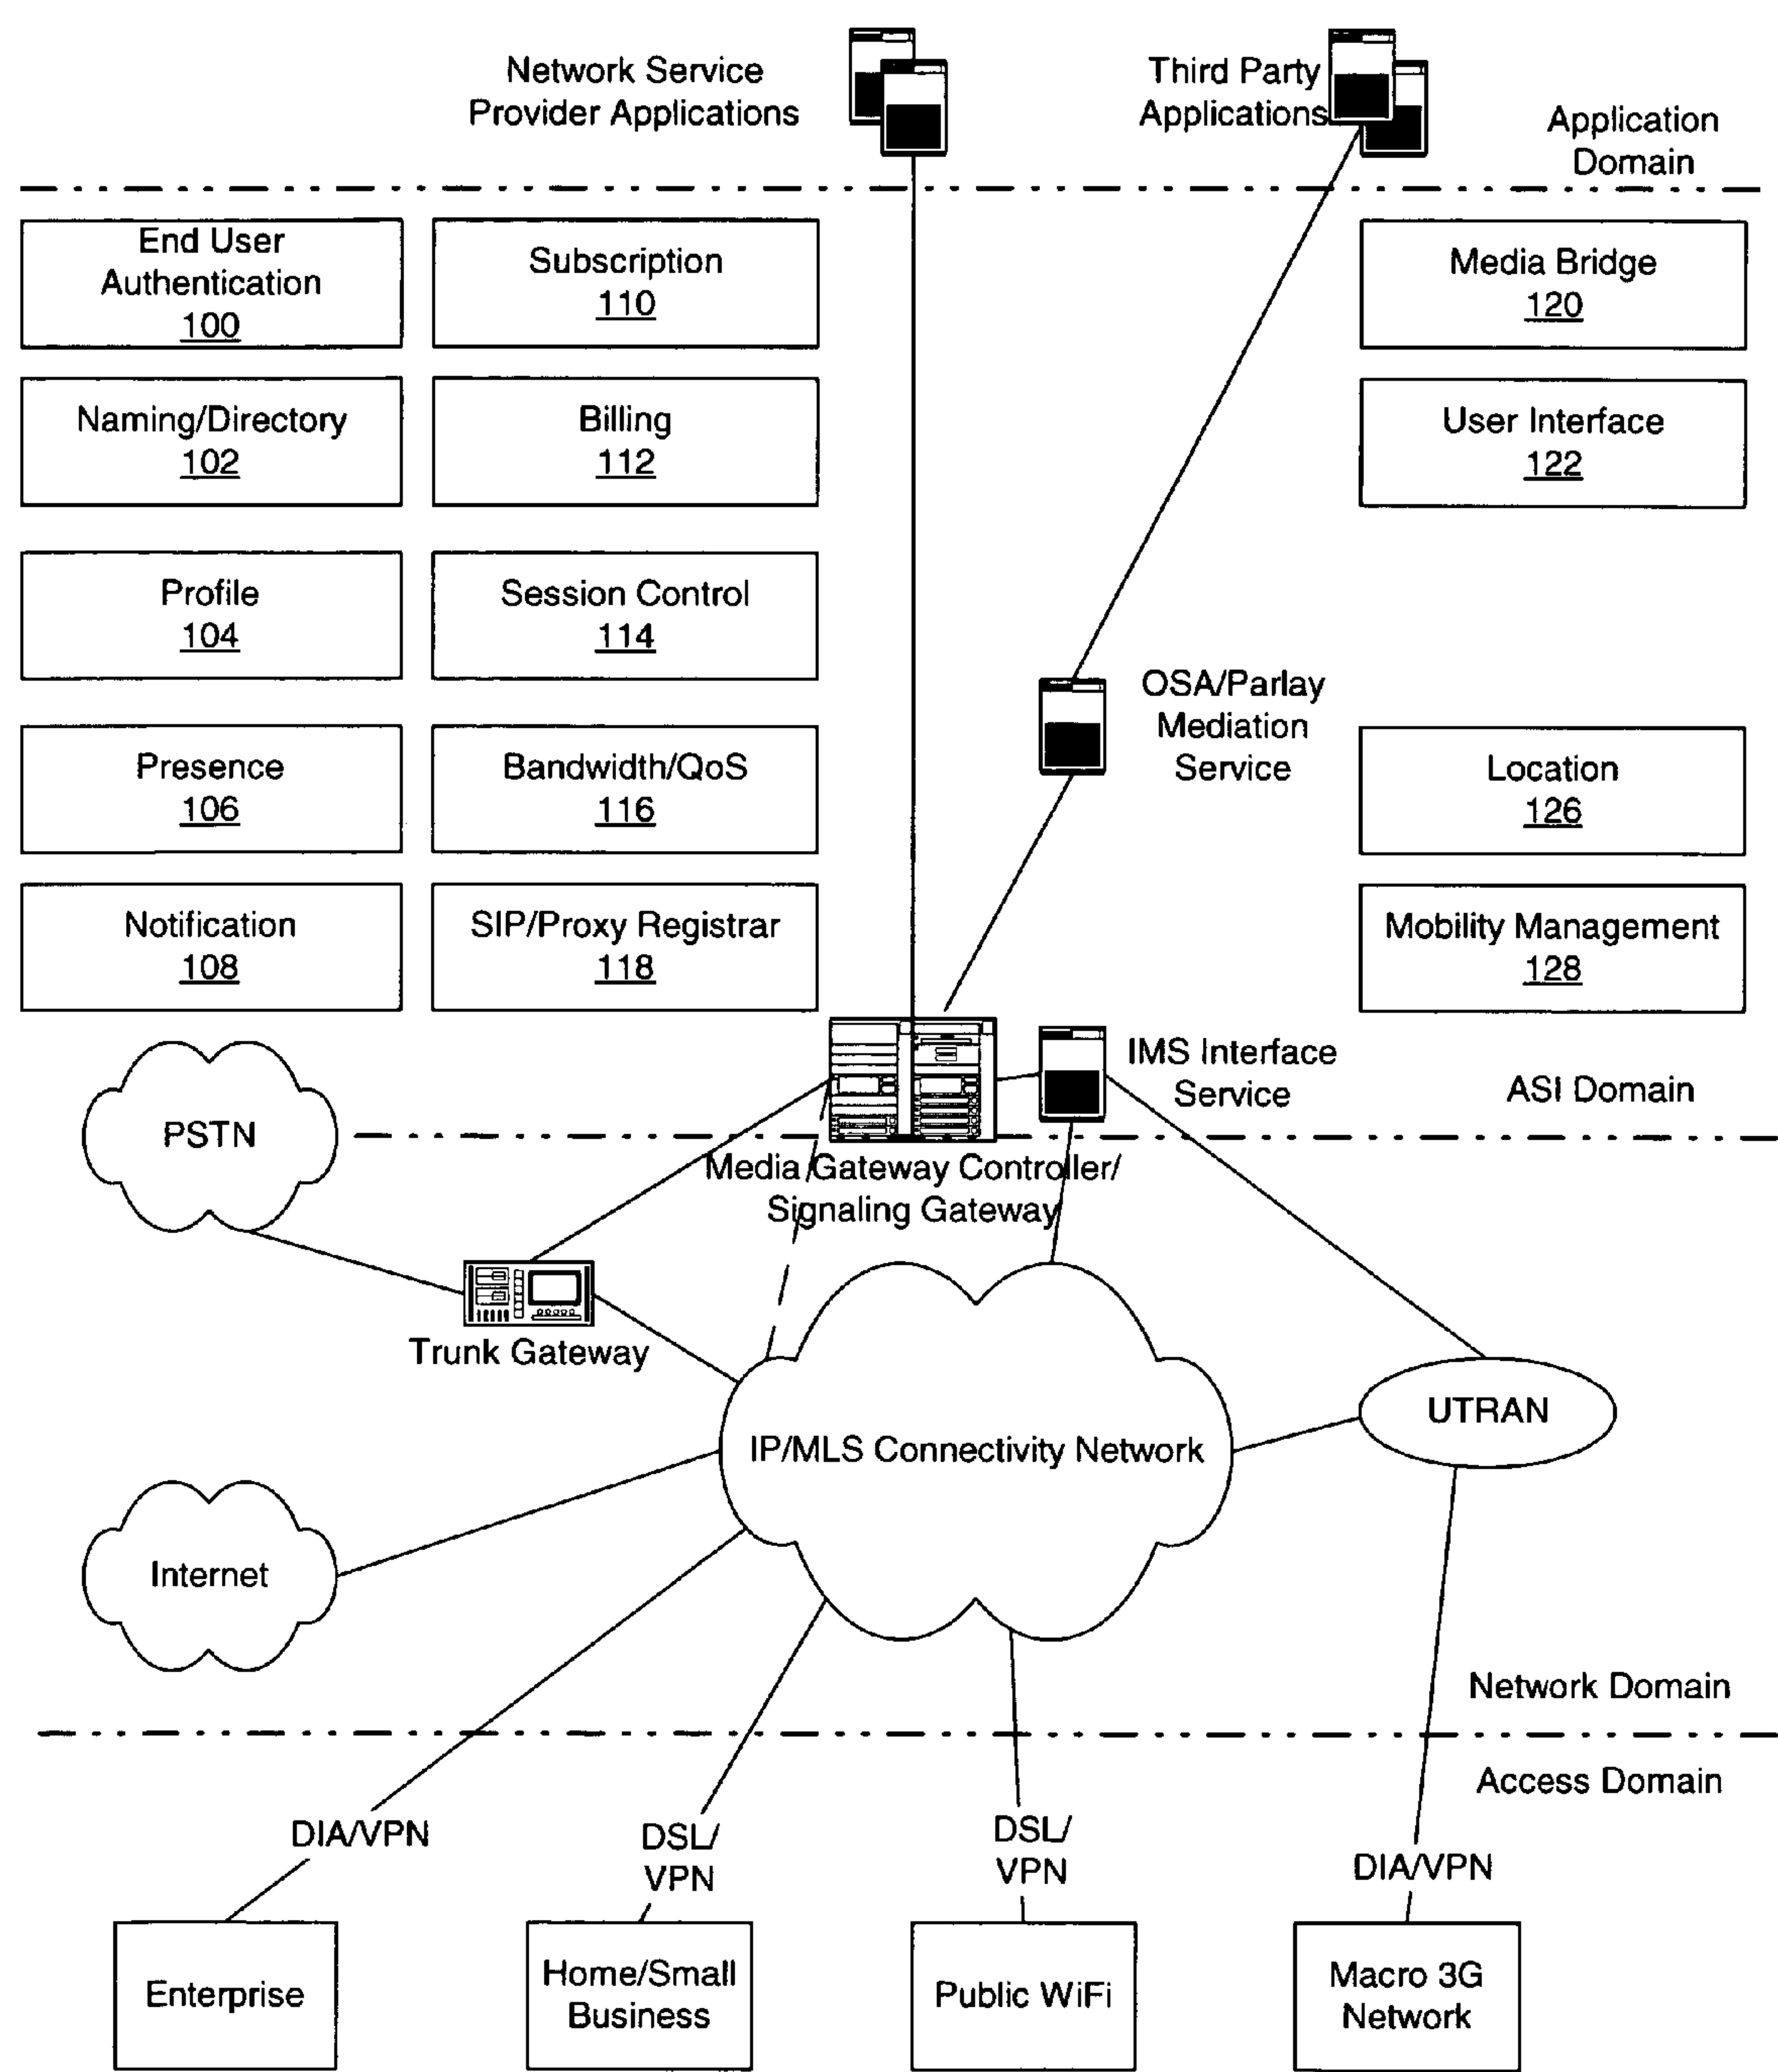 Network Service
Provider Applications
Third Party
Applications
Application
Domain
End User
Authentication
100
Subscription
110
Media Bridge
120
Naming/Directory
102
Billing
112
User Interface
122
Profile
104
Session Control
114
OSA/Parlay
Mediation
Service
Presence
106
Bandwidth/QoS
116
Location
126
Notification
108
SIP/Proxy Registrar
118
Mobility Management
128
IMS Interface
Service
ASI Domain
PSTN
Media Gateway Controller/
Signaling Gateway
Trunk Gateway
UTRAN
IP/MLS Connectivity Network
Internet
Network Domain
Access Domain
DIA/VPN
DSL/
VPN
DSL/
VPN
DIA/VPN
Enterprise
Home/Small
Business
Public WiFi
Macro 3G
Network